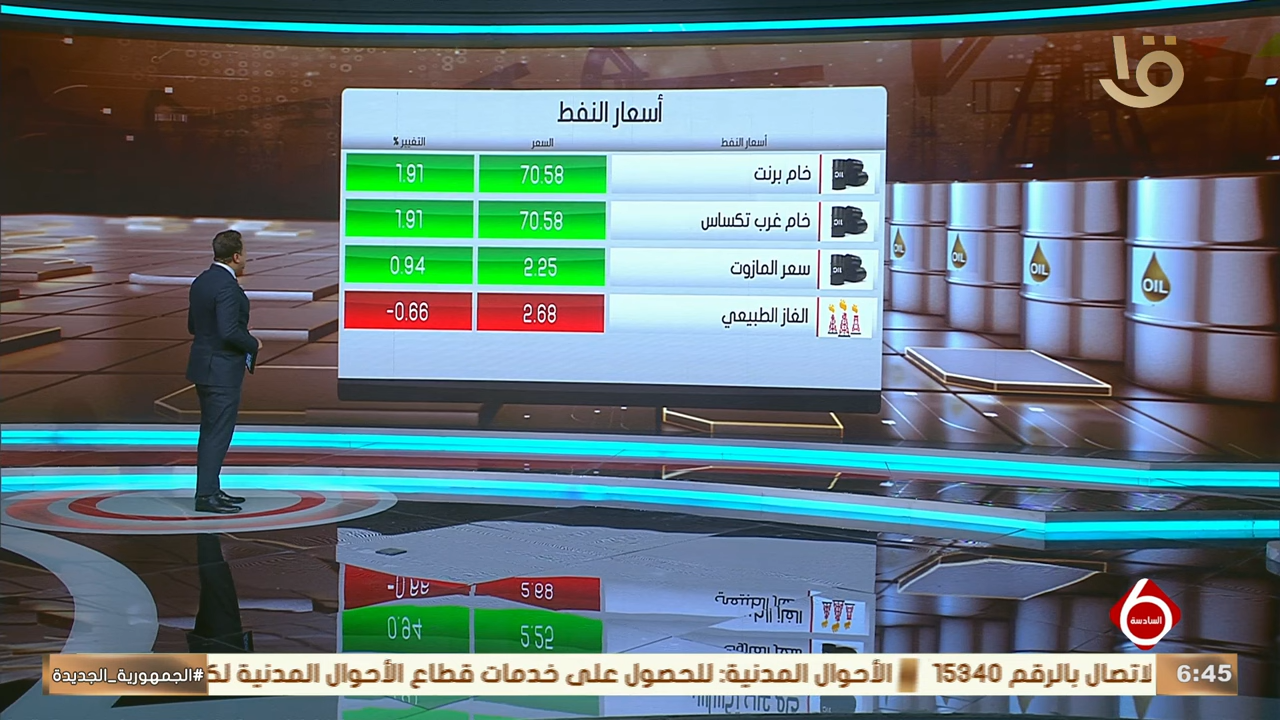 أسعار النفط
أسعار النفط السعر التغيير %
خام برنت 70.58 1.91
خام غرب تكساس 70.58 1.91
سعر المازوت 2.25 0.94
الغاز الطبيعي 2.68 -0.66
OIL OIL OIL OIL
السادسة
6:45 لاتصال بالرقم 15340 الأحوال المدنية: للحصول على خدمات قطاع الأحوال المدنية لك #الجمهورية_الجديدة